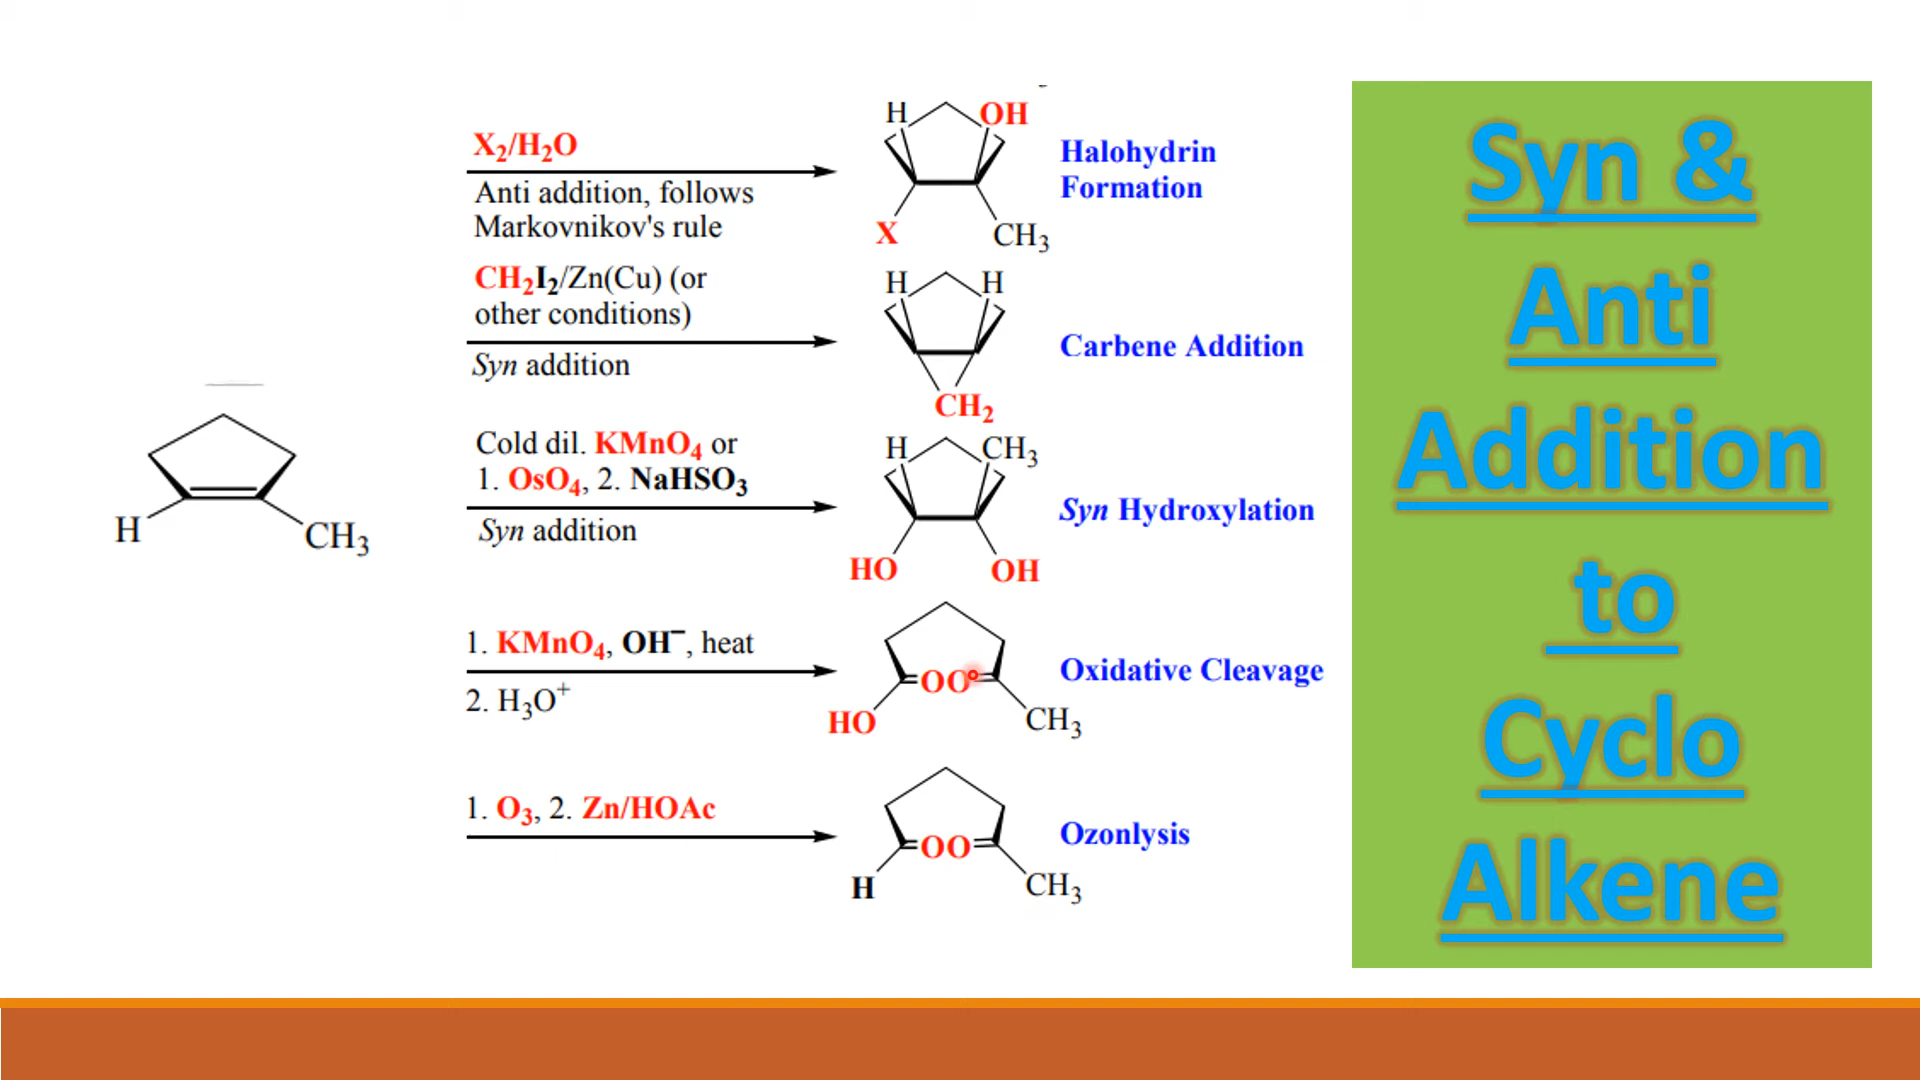 H
CH₃
X₂/H₂O
Anti addition, follows
Markovnikov's rule
H
OH
X
CH₃
Halohydrin
Formation
CH₂I₂/Zn(Cu) (or
other conditions)
Syn addition
H
H
CH₂
Carbene Addition
Cold dil. KMnO₄ or
1. OsO₄, 2. NaHSO₃
Syn addition
H
CH₃
HO
OH
Syn Hydroxylation
1. KMnO₄, OH⁻, heat
2. H₃O⁺
=OO=
HO
CH₃
Oxidative Cleavage
1. O₃, 2. Zn/HOAc
=OO=
H
CH₃
Ozonlysis
Syn &
Anti
Addition
to
Cyclo
Alkene